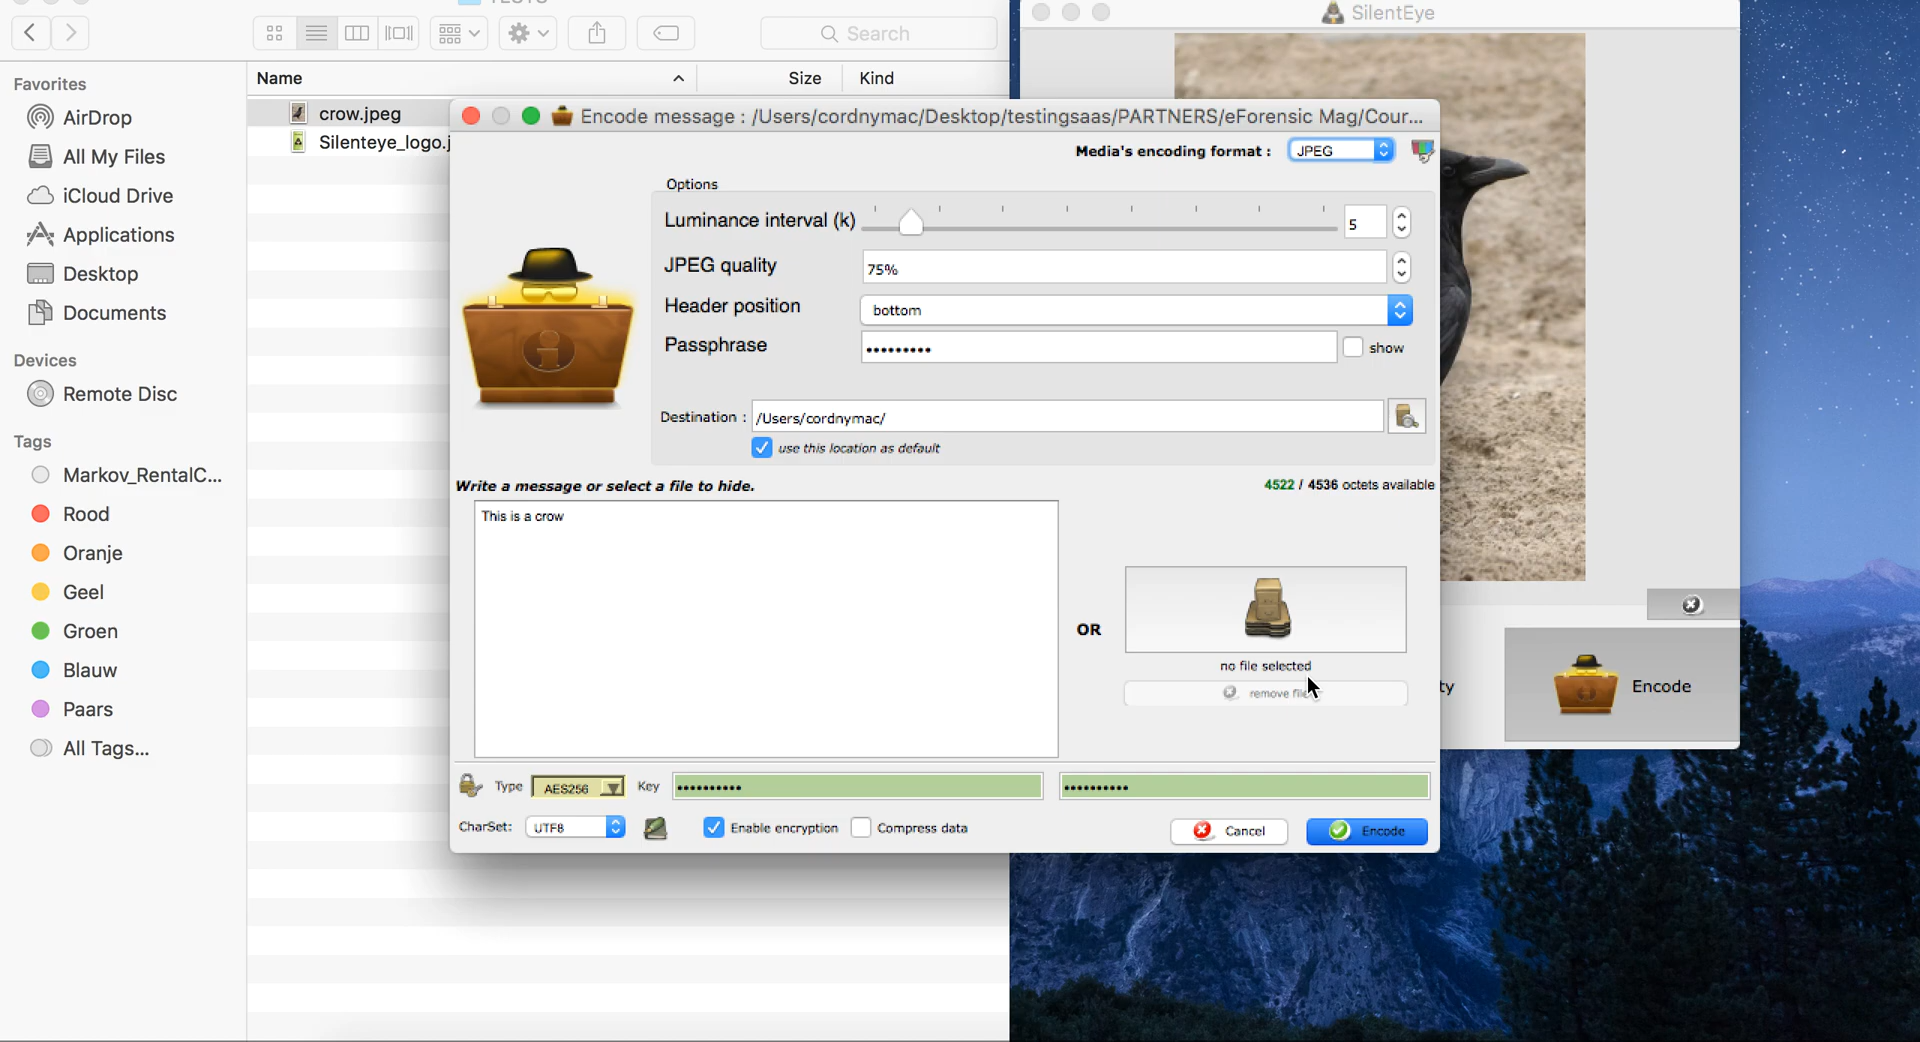 Search
Name Size Kind
Favorites
AirDrop
All My Files
iCloud Drive
Applications
Desktop
Documents
Devices
Remote Disc
Tags
Markov_RentalC...
Rood
Oranje
Geel
Groen
Blauw
Paars
All Tags...
crow.jpeg
Silenteye_logo.j
SilentEye
Encode message : /Users/cordnymac/Desktop/testingsaas/PARTNERS/eForensic Mag/Cour...
Media's encoding format : JPEG
Options
Luminance interval (k) 5
JPEG quality 75%
Header position bottom
Passphrase ••••••••• show
Destination : /Users/cordnymac/
use this location as default
Write a message or select a file to hide. 4522 / 4536 octets available
This is a crow
OR
no file selected
remove file
Type AES256 Key •••••••••• ••••••••••
CharSet: UTF8 Enable encryption Compress data Cancel Encode
ty Encode